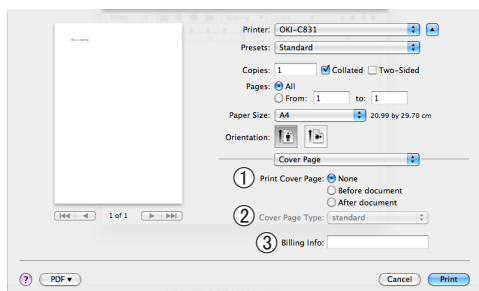 Printer: OKI-C831
Presets: Standard
Copies: 1 Collated Two-Sided
Pages: All
From: 1 to: 1
Paper Size: A4 20.99 by 29.70 cm
Orientation:
Cover Page
① Print Cover Page: None
Before document
After document
1 of 1
② Cover Page Type: standard
③ Billing Info:
? PDF ▾ Cancel Print